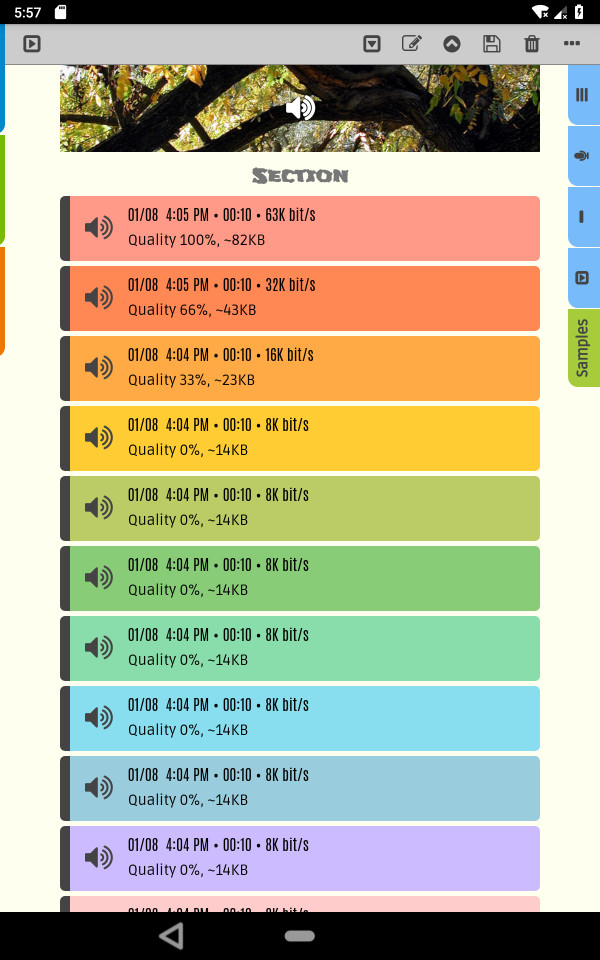 5:57
Section
01/08 4:05 PM • 00:10 • 63K bit/s
Quality 100%, ~82KB
01/08 4:05 PM • 00:10 • 32K bit/s
Quality 66%, ~43KB
01/08 4:04 PM • 00:10 • 16K bit/s
Quality 33%, ~23KB
01/08 4:04 PM • 00:10 • 8K bit/s
Quality 0%, ~14KB
01/08 4:04 PM • 00:10 • 8K bit/s
Quality 0%, ~14KB
01/08 4:04 PM • 00:10 • 8K bit/s
Quality 0%, ~14KB
01/08 4:04 PM • 00:10 • 8K bit/s
Quality 0%, ~14KB
01/08 4:04 PM • 00:10 • 8K bit/s
Quality 0%, ~14KB
01/08 4:04 PM • 00:10 • 8K bit/s
Quality 0%, ~14KB
01/08 4:04 PM • 00:10 • 8K bit/s
Quality 0%, ~14KB
Samples